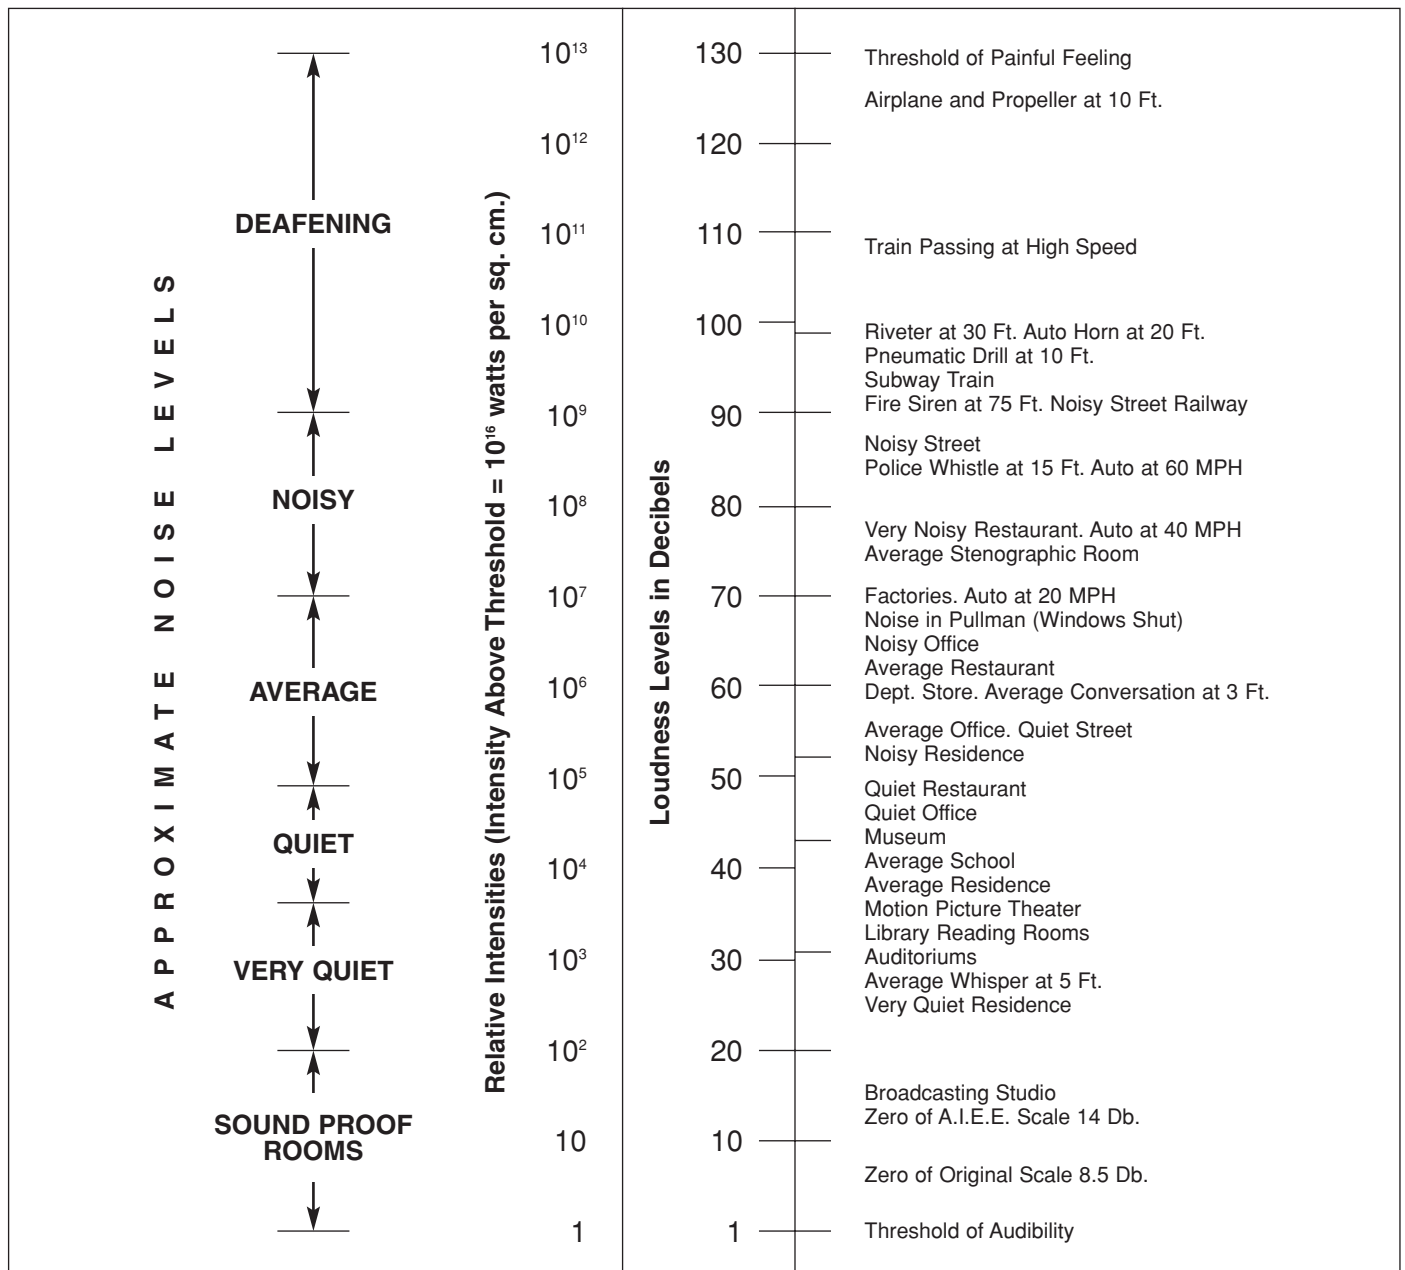 APPROXIMATE NOISE LEVELS
DEAFENING
NOISY
AVERAGE
QUIET
VERY QUIET
SOUND PROOF
ROOMS
Relative Intensities (Intensity Above Threshold = 10¹⁶ watts per sq. cm.)
10¹³
10¹²
10¹¹
10¹⁰
10⁹
10⁸
10⁷
10⁶
10⁵
10⁴
10³
10²
10
1
Loudness Levels in Decibels
130
120
110
100
90
80
70
60
50
40
30
20
10
1
Threshold of Painful Feeling
Airplane and Propeller at 10 Ft.
Train Passing at High Speed
Riveter at 30 Ft. Auto Horn at 20 Ft.
Pneumatic Drill at 10 Ft.
Subway Train
Fire Siren at 75 Ft. Noisy Street Railway
Noisy Street
Police Whistle at 15 Ft. Auto at 60 MPH
Very Noisy Restaurant. Auto at 40 MPH
Average Stenographic Room
Factories. Auto at 20 MPH
Noise in Pullman (Windows Shut)
Noisy Office
Average Restaurant
Dept. Store. Average Conversation at 3 Ft.
Average Office. Quiet Street
Noisy Residence
Quiet Restaurant
Quiet Office
Museum
Average School
Average Residence
Motion Picture Theater
Library Reading Rooms
Auditoriums
Average Whisper at 5 Ft.
Very Quiet Residence
Broadcasting Studio
Zero of A.I.E.E. Scale 14 Db.
Zero of Original Scale 8.5 Db.
Threshold of Audibility